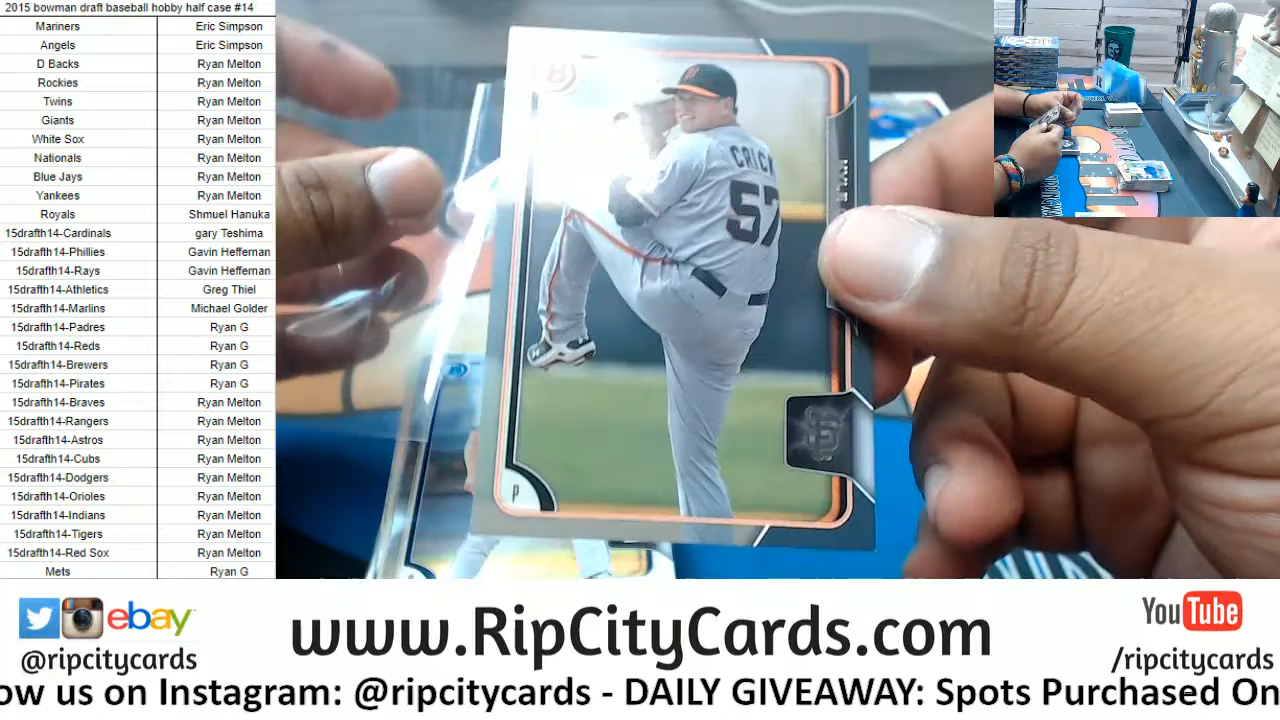 2015 bowman draft baseball hobby half case #14
Mariners Eric Simpson
Angels Eric Simpson
D Backs Ryan Melton
Rockies Ryan Melton
Twins Ryan Melton
Giants Ryan Melton
White Sox Ryan Melton
Nationals Ryan Melton
Blue Jays Ryan Melton
Yankees Ryan Melton
Royals Shmuel Hanuka
15drafth14-Cardinals gary Teshima
15drafth14-Phillies Gavin Heffernan
15drafth14-Rays Gavin Heffernan
15drafth14-Athletics Greg Thiel
15drafth14-Marlins Michael Golder
15drafth14-Padres Ryan G
15drafth14-Reds Ryan G
15drafth14-Brewers Ryan G
15drafth14-Pirates Ryan G
15drafth14-Braves Ryan Melton
15drafth14-Rangers Ryan Melton
15drafth14-Astros Ryan Melton
15drafth14-Cubs Ryan Melton
15drafth14-Dodgers Ryan Melton
15drafth14-Orioles Ryan Melton
15drafth14-Indians Ryan Melton
15drafth14-Tigers Ryan Melton
15drafth14-Red Sox Ryan Melton
Mets Ryan G
B
CRICK
57
P
ebay
@ripcitycards
www.RipCityCards.com
YouTube
/ripcitycards
ow us on Instagram: @ripcitycards - DAILY GIVEAWAY: Spots Purchased On